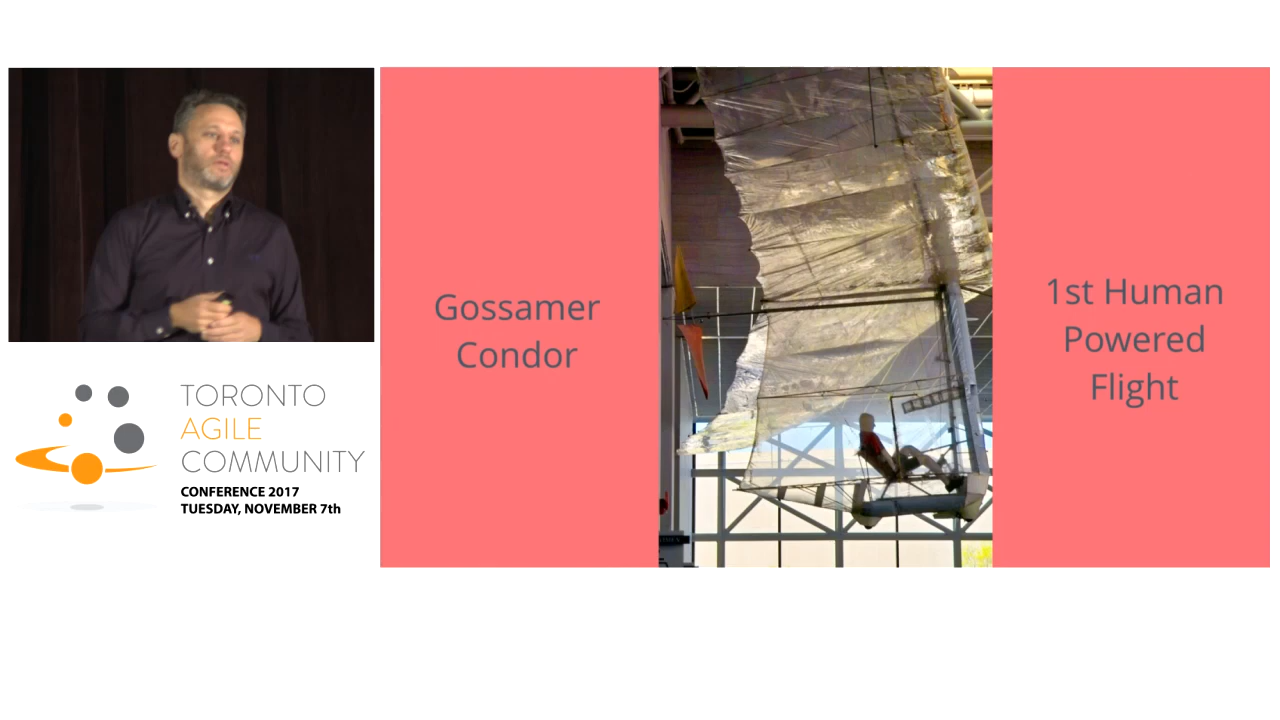 TORONTO
AGILE
COMMUNITY
CONFERENCE 2017
TUESDAY, NOVEMBER 7th
Gossamer
Condor
1st Human
Powered
Flight